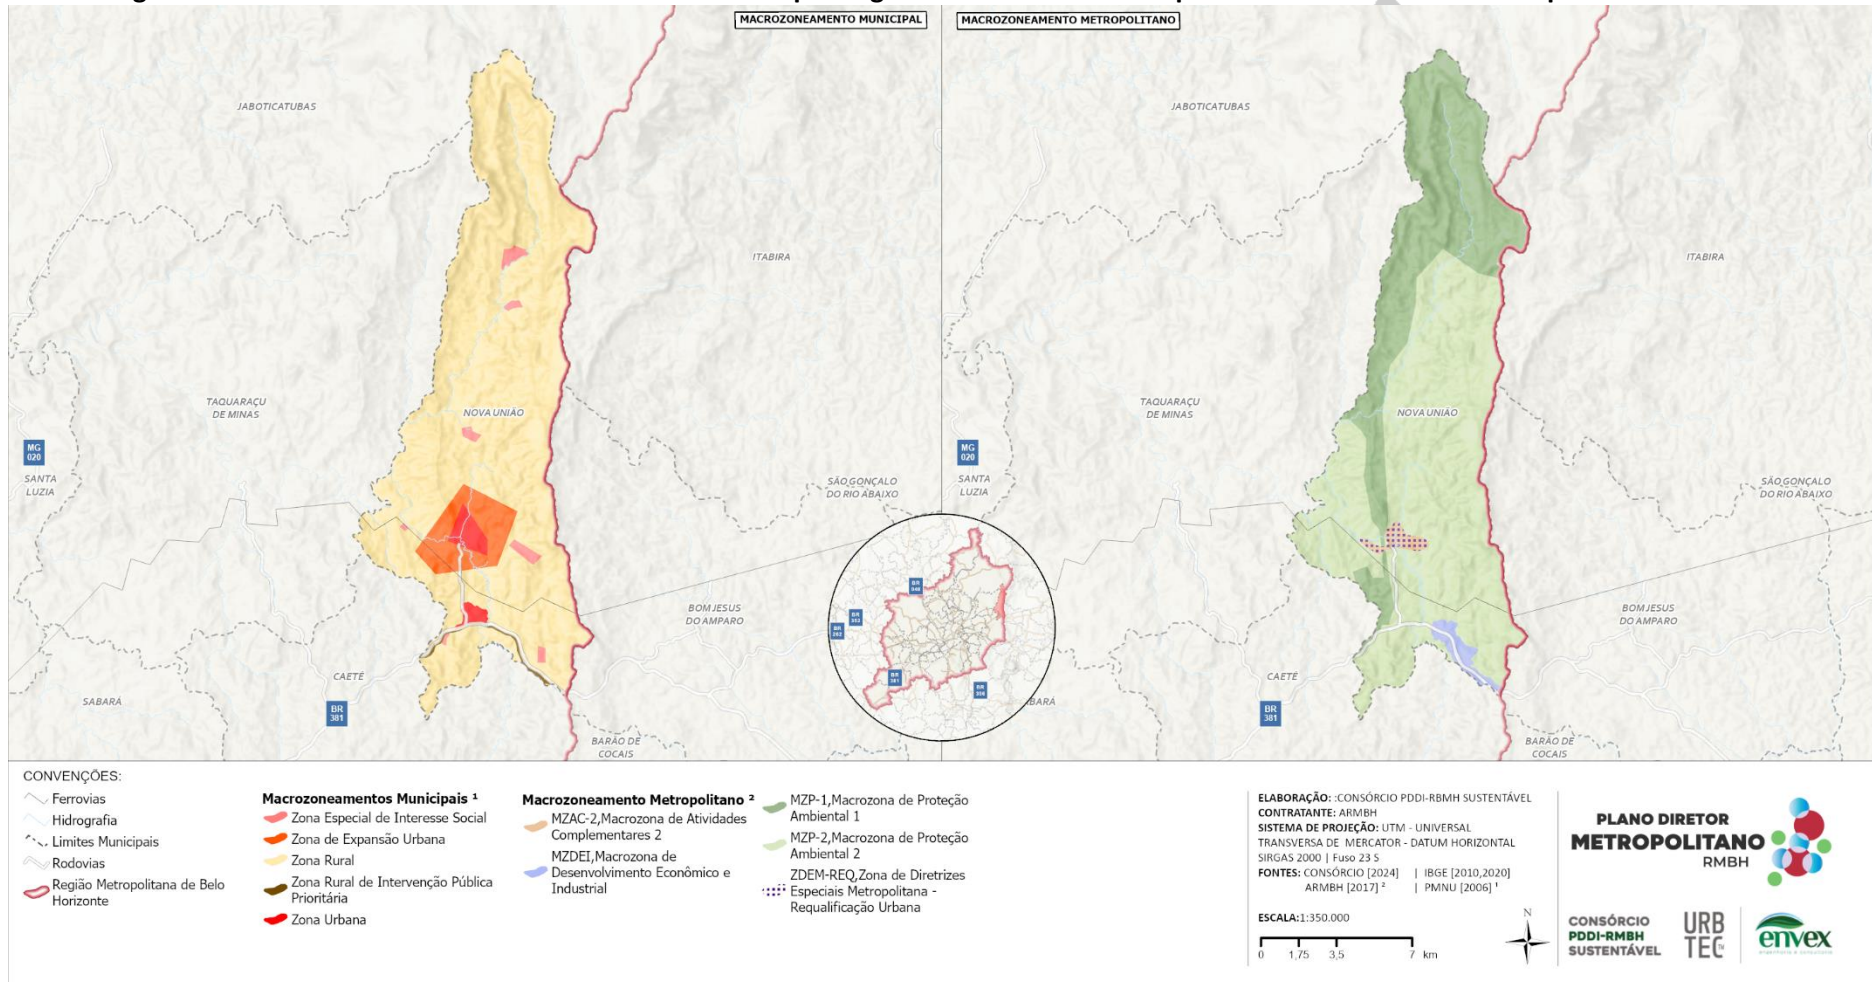 MACROZONEAMENTO MUNICIPAL
MACROZONEAMENTO METROPOLITANO
JABOTICATUBAS
ITABIRA
TAQUARAÇU
DE MINAS
NOVA UNIÃO
MG
020
SANTA
LUZIA
SÃO GONÇALO
DO RIO ABAIXO
BOM JESUS
DO AMPARO
CAETÉ
SABARÁ
BR
381
BARÃO DE
COCAIS
JABOTICATUBAS
ITABIRA
TAQUARAÇU
DE MINAS
NOVA UNIÃO
MG
020
SANTA
LUZIA
SÃO GONÇALO
DO RIO ABAIXO
BOM JESUS
DO AMPARO
CAETÉ
BARÁ
BR
381
BARÃO DE
COCAIS
BR
040
BR
BR
BR
381
BR
CONVENÇÕES:
Ferrovias
Hidrografia
Limites Municipais
Rodovias
Região Metropolitana de Belo
Horizonte
Macrozoneamentos Municipais ¹
Zona Especial de Interesse Social
Zona de Expansão Urbana
Zona Rural
Zona Rural de Intervenção Pública
Prioritária
Zona Urbana
Macrozoneamento Metropolitano ²
MZAC-2,Macrozona de Atividades
Complementares 2
MZDEI,Macrozona de
Desenvolvimento Econômico e
Industrial
MZP-1,Macrozona de Proteção
Ambiental 1
MZP-2,Macrozona de Proteção
Ambiental 2
ZDEM-REQ,Zona de Diretrizes
Especiais Metropolitana -
Requalificação Urbana
ELABORAÇÃO: :CONSÓRCIO PDDI-RBMH SUSTENTÁVEL
CONTRATANTE: ARMBH
SISTEMA DE PROJEÇÃO: UTM - UNIVERSAL
TRANSVERSA DE MERCATOR - DATUM HORIZONTAL
SIRGAS 2000 | Fuso 23 S
FONTES: CONSÓRCIO [2024] | IBGE [2010,2020]
ARMBH [2017] ² | PMNU [2006] ¹
ESCALA:1:350.000
N
0 1,75 3,5 7 km
PLANO DIRETOR
METROPOLITANO
RMBH
CONSÓRCIO
PDDI-RMBH
SUSTENTÁVEL
URB
TEC
envex